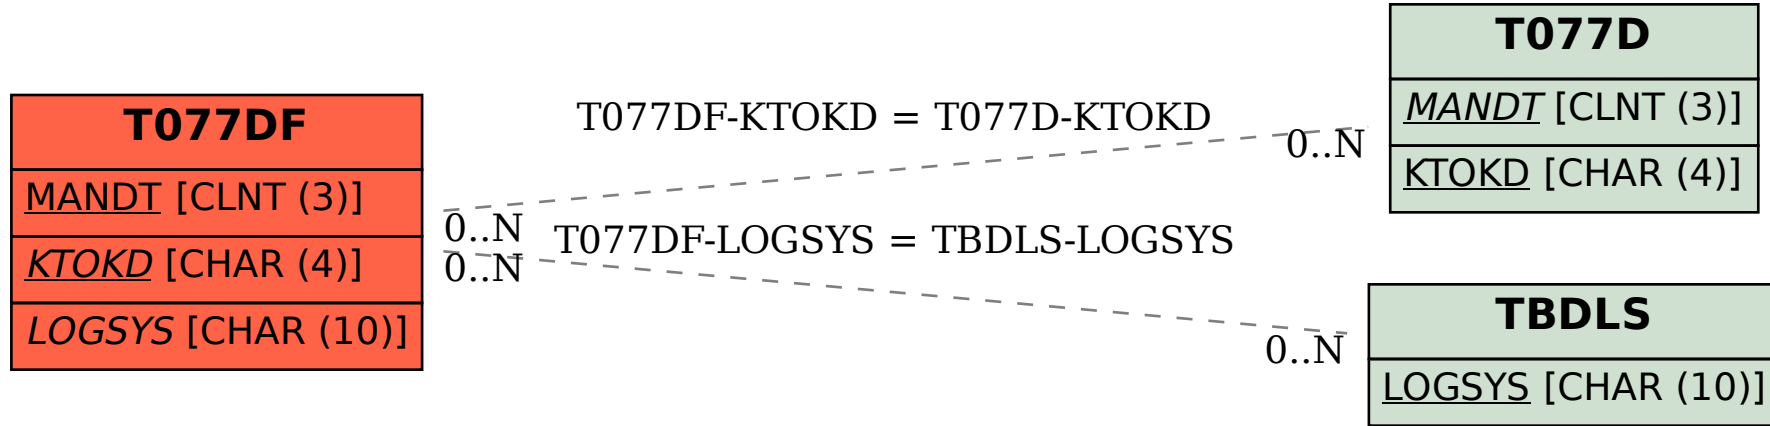 T077DF
MANDT [CLNT (3)]
KTOKD [CHAR (4)]
LOGSYS [CHAR (10)]
T077DF-KTOKD = T077D-KTOKD
0..N
0..N
T077DF-LOGSYS = TBDLS-LOGSYS
0..N
0..N
T077D
MANDT [CLNT (3)]
KTOKD [CHAR (4)]
TBDLS
LOGSYS [CHAR (10)]